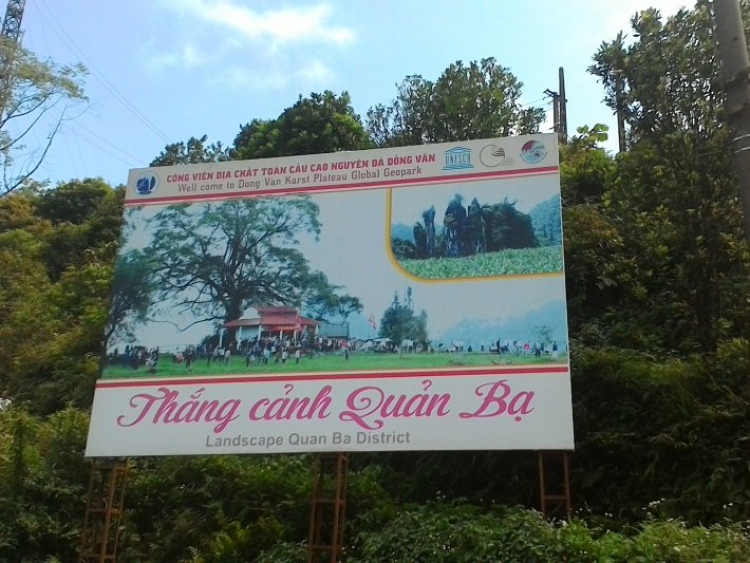 CÔNG VIÊN ĐỊA CHẤT TOÀN CẦU CAO NGUYÊN ĐÁ ĐỒNG VĂN
Well come to Dong Van Karst Plateau Global Geopark
UNESCO
Thắng cảnh Quản Bạ
Landscape Quan Ba District